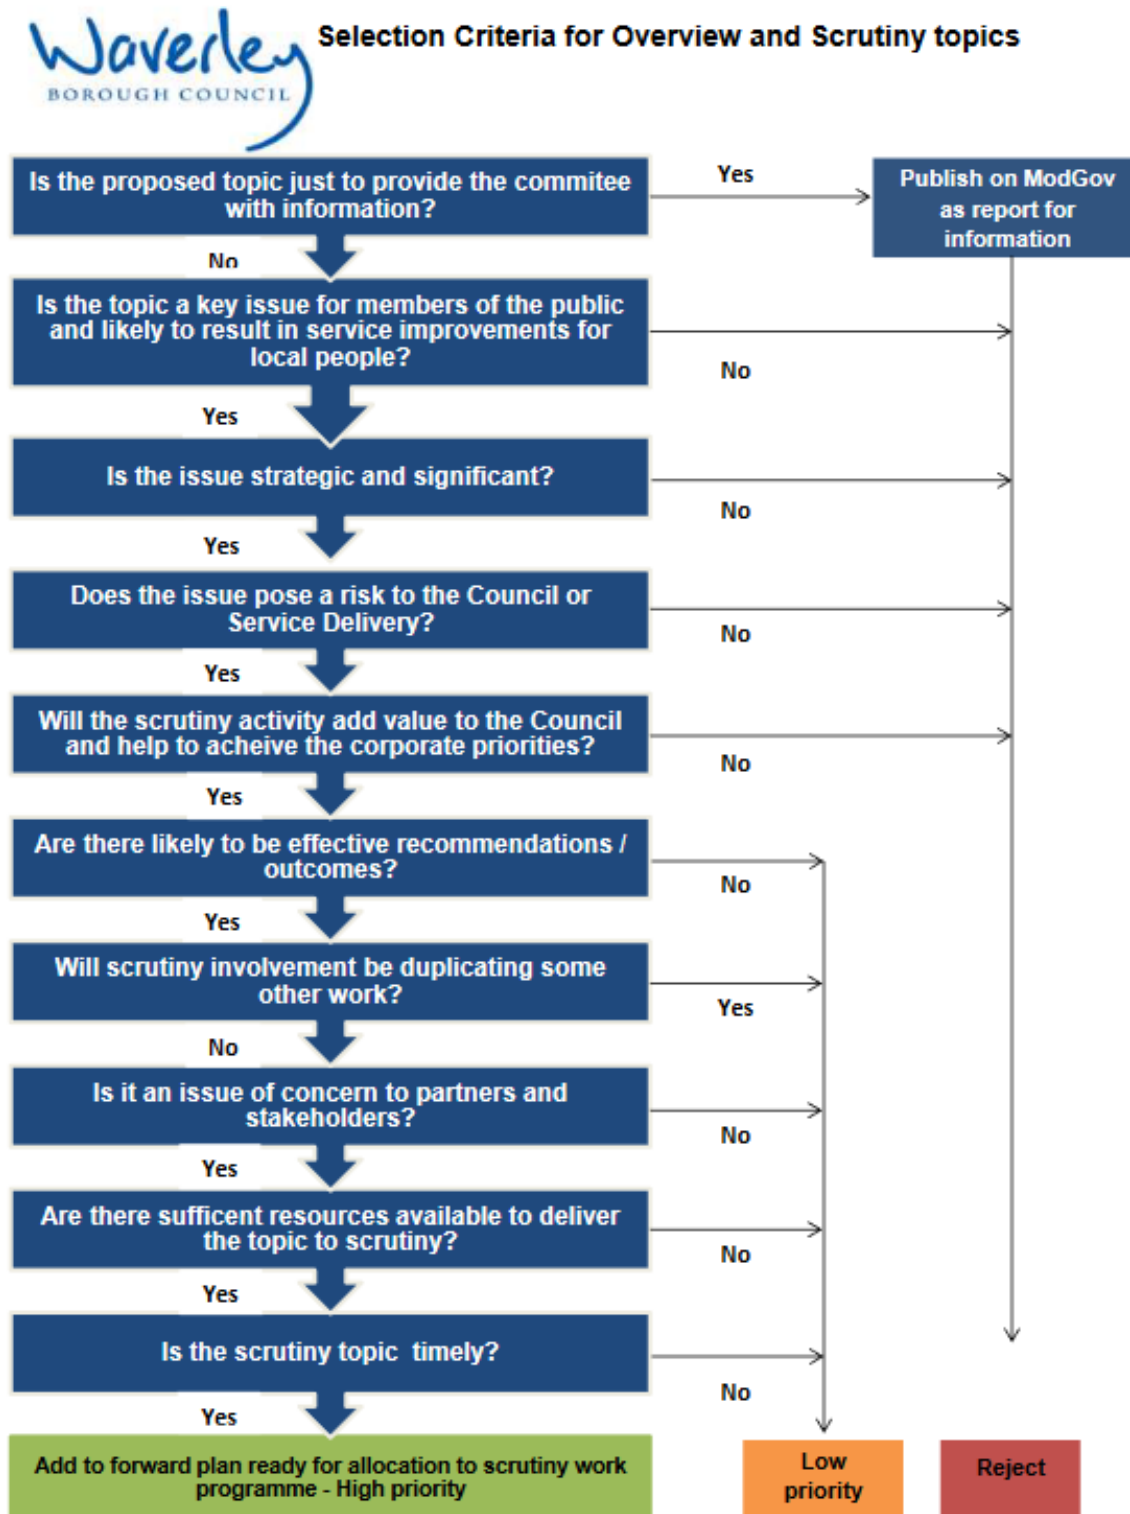 Waverley
BOROUGH COUNCIL
Selection Criteria for Overview and Scrutiny topics
Is the proposed topic just to provide the commitee
with information?
Yes
Publish on ModGov
as report for
information
No
Is the topic a key issue for members of the public
and likely to result in service improvements for
local people?
No
Yes
Is the issue strategic and significant?
No
Yes
Does the issue pose a risk to the Council or
Service Delivery?
No
Yes
Will the scrutiny activity add value to the Council
and help to acheive the corporate priorities?
No
Yes
Are there likely to be effective recommendations /
outcomes?
No
Yes
Will scrutiny involvement be duplicating some
other work?
Yes
No
Is it an issue of concern to partners and
stakeholders?
No
Yes
Are there sufficent resources available to deliver
the topic to scrutiny?
No
Yes
Is the scrutiny topic timely?
No
Yes
Add to forward plan ready for allocation to scrutiny work
programme - High priority
Low
priority
Reject